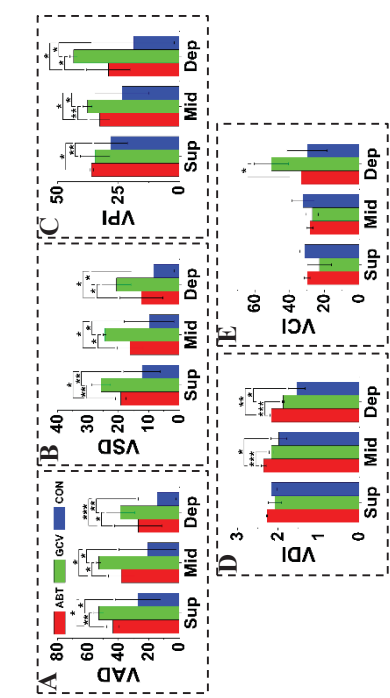 A
ABT GCV CON
VAD
80
60
40
20
0
Sup Mid Dep
* ** * * ** * *** ** * **
B
VSD
40
30
20
10
0
Sup Mid Dep
* ** ** * * * * * *
C
VPI
50
25
0
Sup Mid Dep
* ** * * ** * * *
D
VDI
3
2
1
0
Sup Mid Dep
* ** *** ** * ***
E
VCI
60
40
20
0
Sup Mid Dep
*